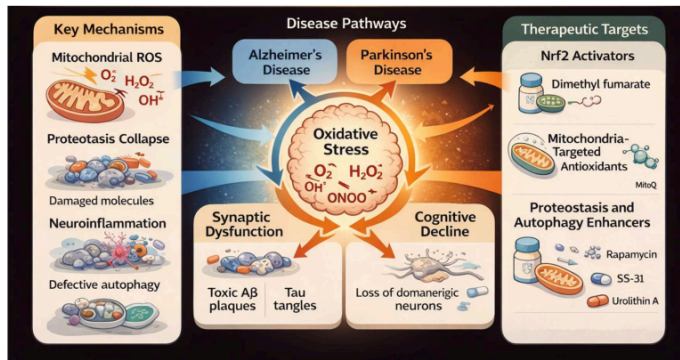 Key Mechanisms
Mitochondrial ROS
O₂⁻ H₂O₂
OH
Proteotasis Collapse
Damaged molecules
Neuroinflammation
Defective autophagy
Disease Pathways
Alzheimer's
Disease
Parkinson's
Disease
Oxidative
Stress
O₂⁻ H₂O₂
OH⁻
ONOO
Synaptic
Dysfunction
Toxic Aβ
plaques
Tau
tangles
Cognitive
Decline
Loss of domanerigic
neurons
Therapeutic Targets
Nrf2 Activators
Dimethyl fumarate
Mitochondria-
Targeted
Antioxidants
MitoQ
Proteostasis and
Autophagy Enhancers
Rapamycin
SS-31
Urolithin A